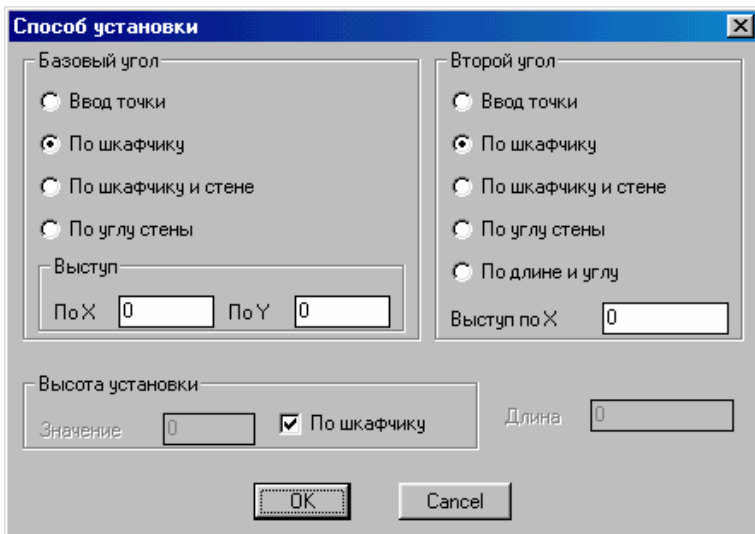 Способ установки
Базовый угол
Ввод точки
По шкафчику
По шкафчику и стене
По углу стены
Выступ
По X 0 По Y 0
Второй угол
Ввод точки
По шкафчику
По шкафчику и стене
По углу стены
По длине и углу
Выступ по X 0
Высота установки
Значение 0 По шкафчику
Длина 0
OK Cancel